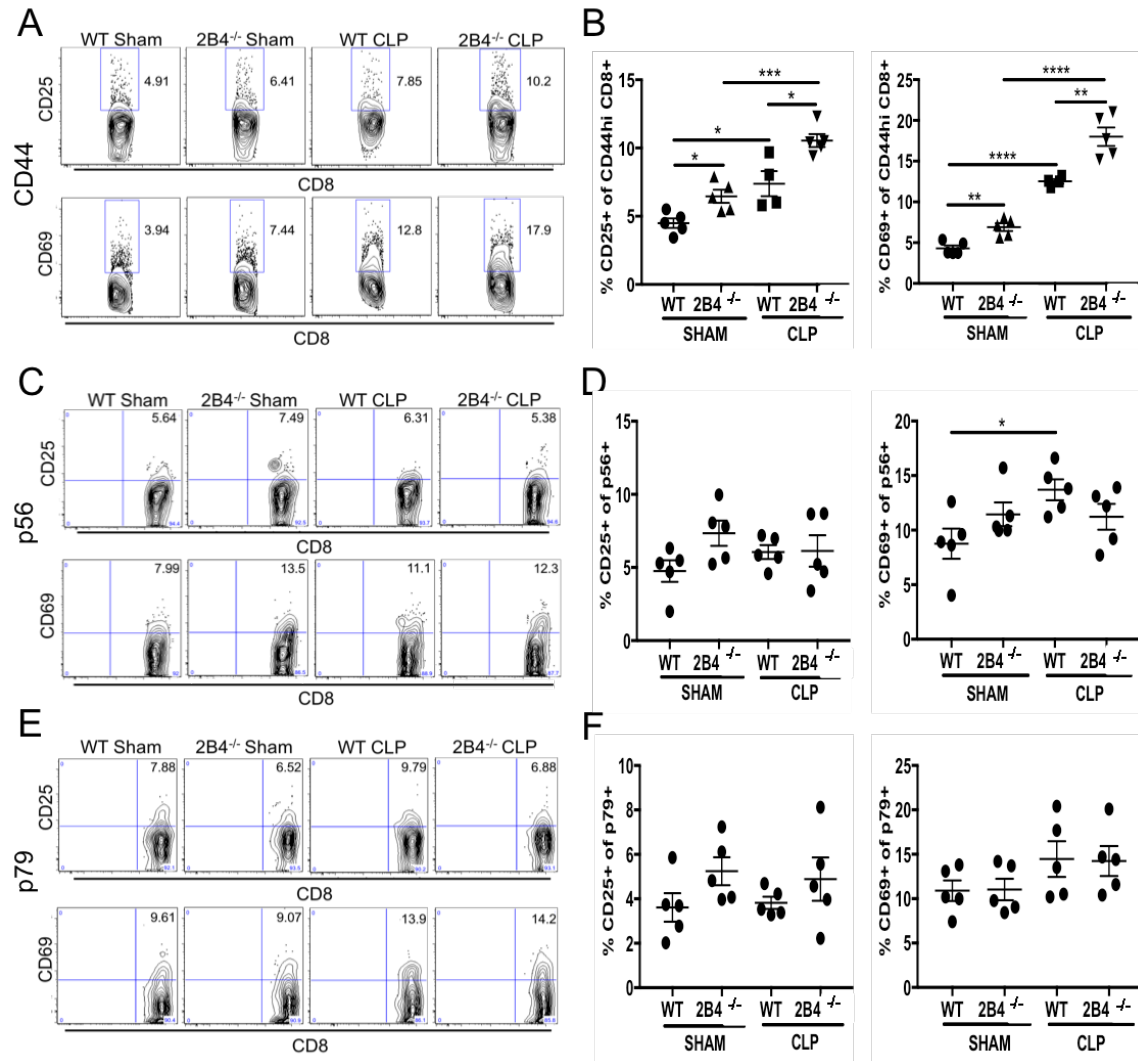 A
WT Sham 2B4-/- Sham WT CLP 2B4-/- CLP
CD25
4.91 6.41 7.85 10.2
CD8
CD44
CD69
3.94 7.44 12.8 17.9
CD8
B
% CD25+ of CD44hi CD8+
15
10
5
0
*** * * *
WT 2B4 -/- WT 2B4 -/-
SHAM CLP
% CD69+ of CD44hi CD8+
25
20
15
10
5
0
**** ** **** **
WT 2B4 -/- WT 2B4 -/-
SHAM CLP
C
WT Sham 2B4-/- Sham WT CLP 2B4-/- CLP
CD25
5.64 7.49 6.31 5.38
CD8
p56
CD69
7.99 13.5 11.1 12.3
CD8
D
% CD25+ of p56+
15
10
5
0
WT 2B4 -/- WT 2B4 -/-
SHAM CLP
% CD69+ of p56+
20
15
10
5
0
*
WT 2B4 -/- WT 2B4 -/-
SHAM CLP
E
WT Sham 2B4-/- Sham WT CLP 2B4-/- CLP
CD25
7.88 6.52 9.79 6.88
CD8
p79
CD69
9.61 9.07 13.9 14.2
CD8
F
% CD25+ of p79+
10
8
6
4
2
0
WT 2B4 -/- WT 2B4 -/-
SHAM CLP
% CD69+ of p79+
25
20
15
10
5
0
WT 2B4 -/- WT 2B4 -/-
SHAM CLP